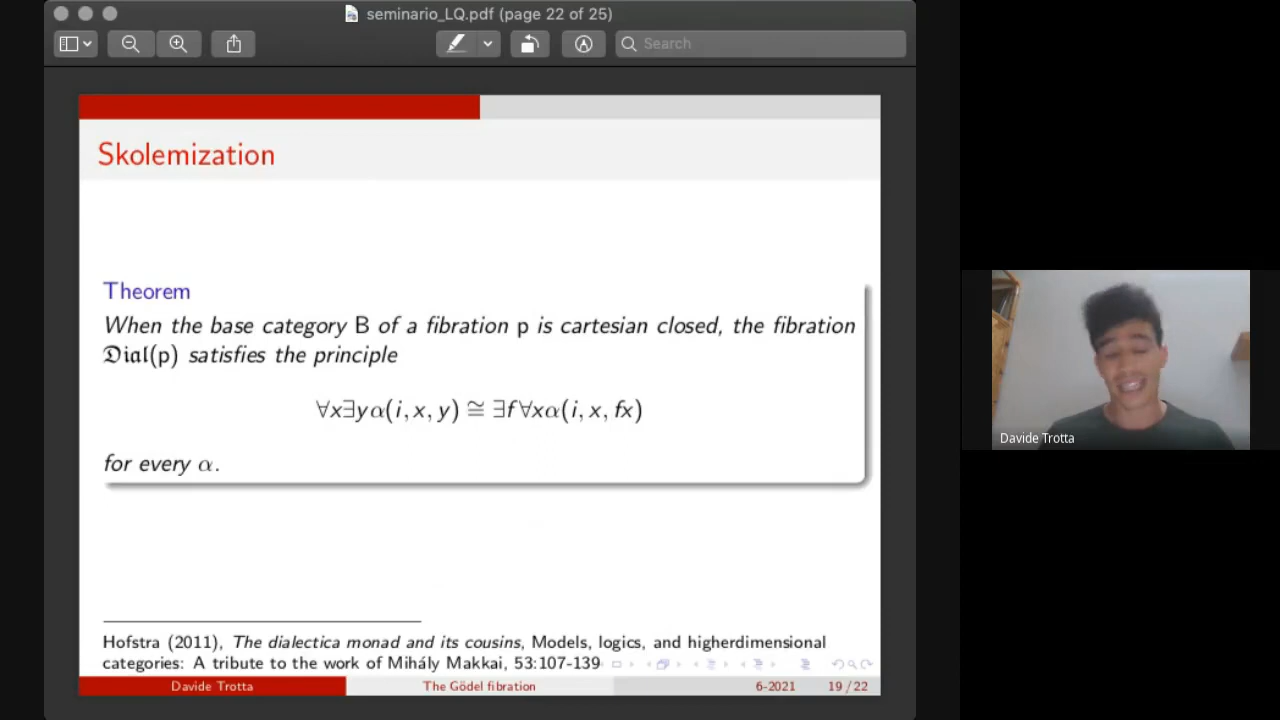 seminario_LQ.pdf (page 22 of 25)
Search
Skolemization
Theorem
When the base category B of a fibration p is cartesian closed, the fibration
𝔇𝔦𝔞𝔩(p) satisfies the principle
∀x∃yα(i, x, y) ≅ ∃f∀xα(i, x, fx)
for every α.
Hofstra (2011), The dialectica monad and its cousins, Models, logics, and higherdimensional
categories: A tribute to the work of Mihály Makkai, 53:107-139
Davide Trotta
The Gödel fibration
6-2021
19 / 22
Davide Trotta